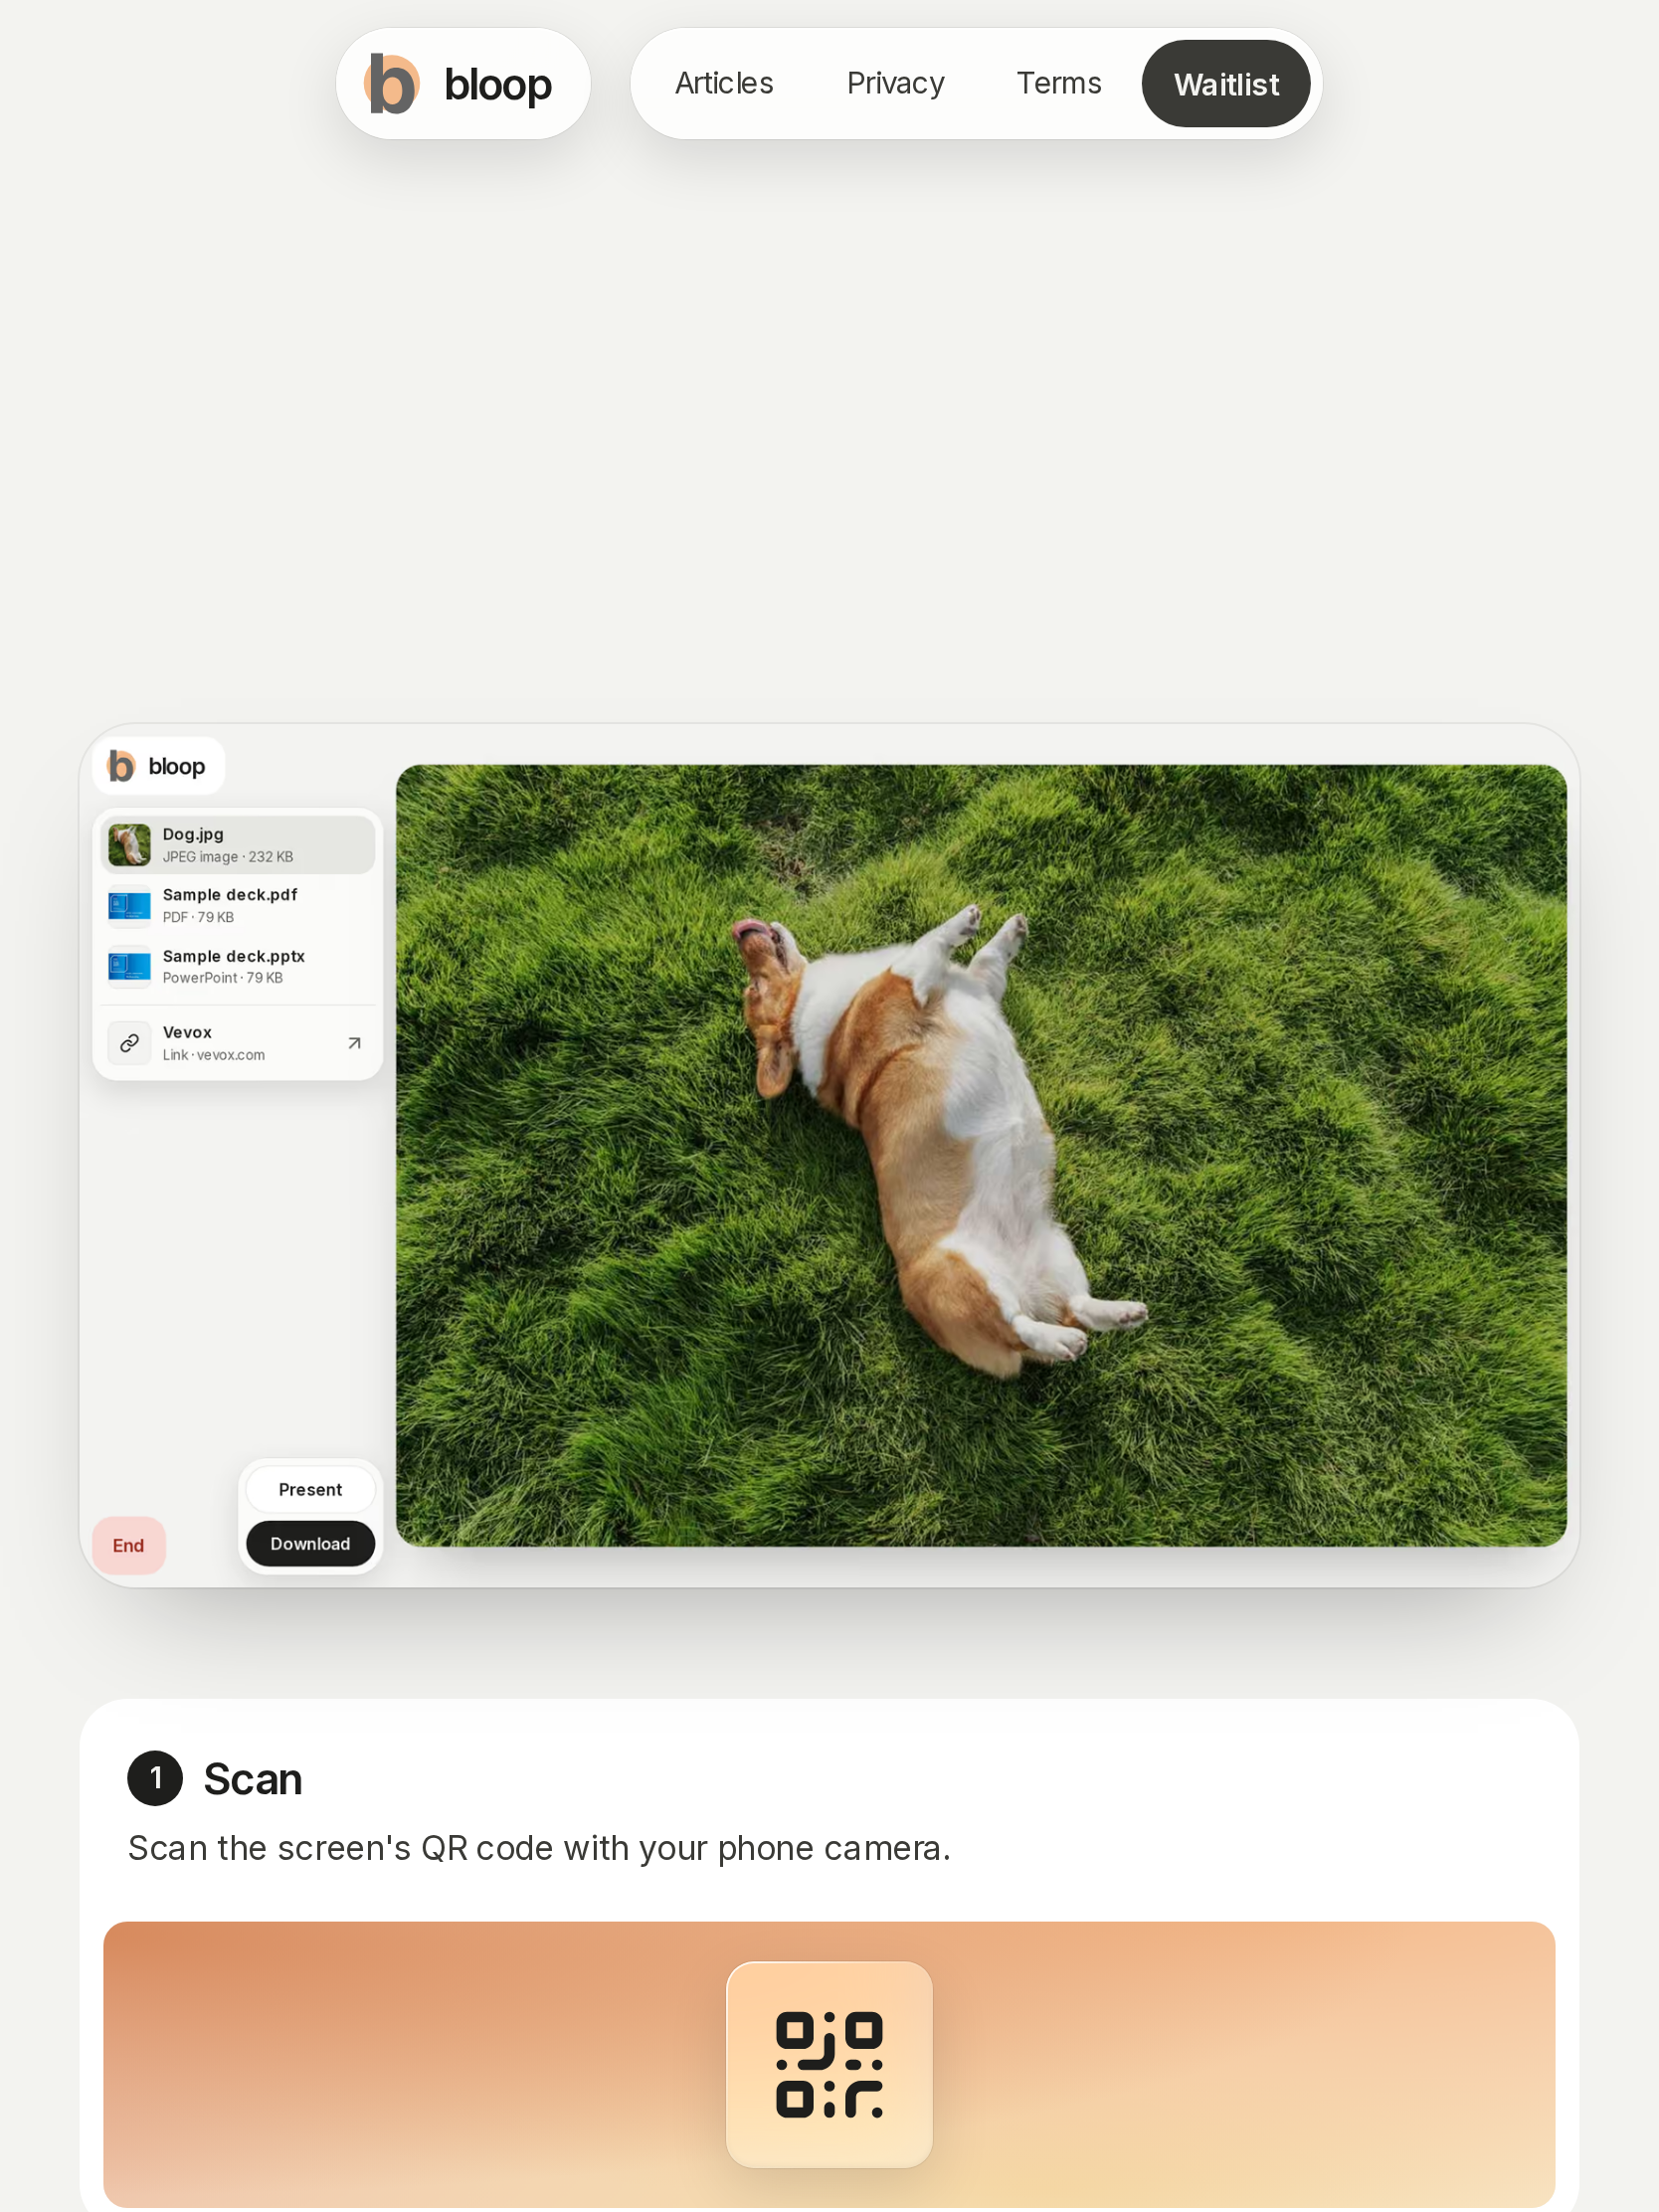 b bloop
Articles Privacy Terms Waitlist
b bloop
Dog.jpg
JPEG image · 232 KB
Sample deck.pdf
PDF · 79 KB
Sample deck.pptx
PowerPoint · 79 KB
Vevox
Link · vevox.com
Present
Download
End
1 Scan
Scan the screen's QR code with your phone camera.